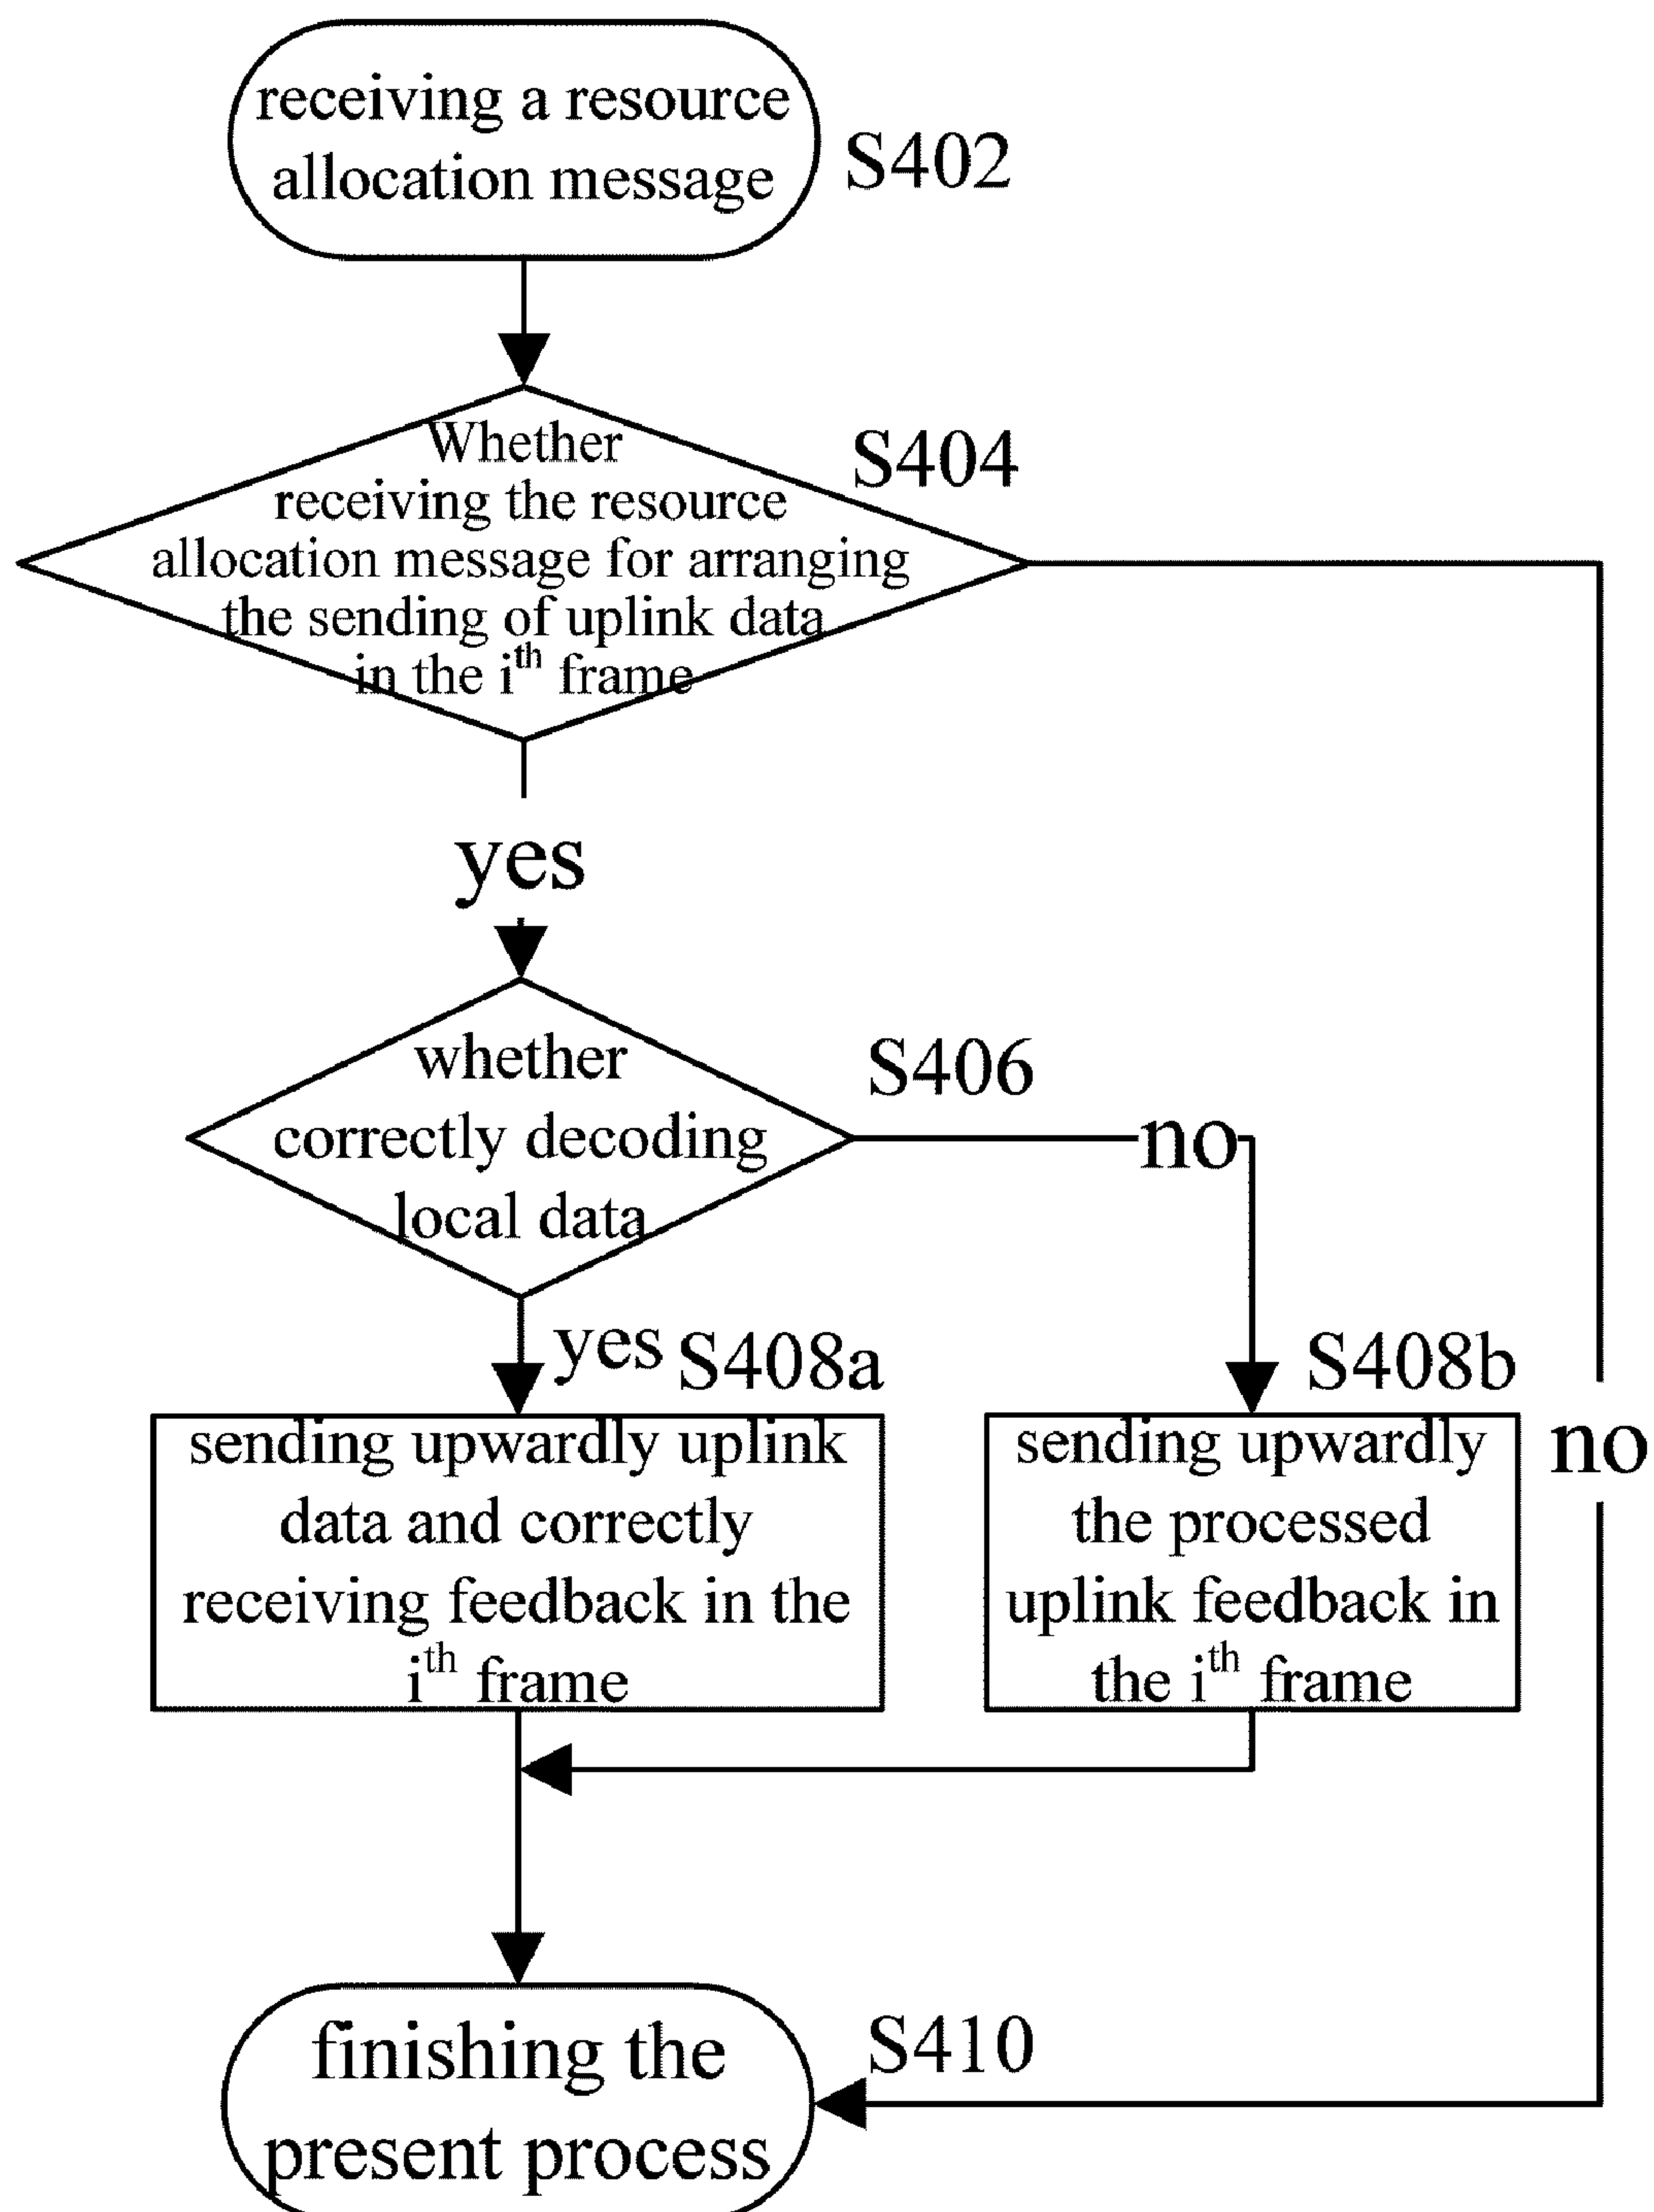 receiving a resource
allocation message
S402
Whether
receiving the resource
allocation message for arranging
the sending of uplink data
in the i^th frame
S404
yes
whether
correctly decoding
local data
S406
no
yes
S408a
S408b
sending upwardly uplink
data and correctly
receiving feedback in the
i^th frame
sending upwardly
the processed
uplink feedback in
the i^th frame
no
finishing the
present process
S410